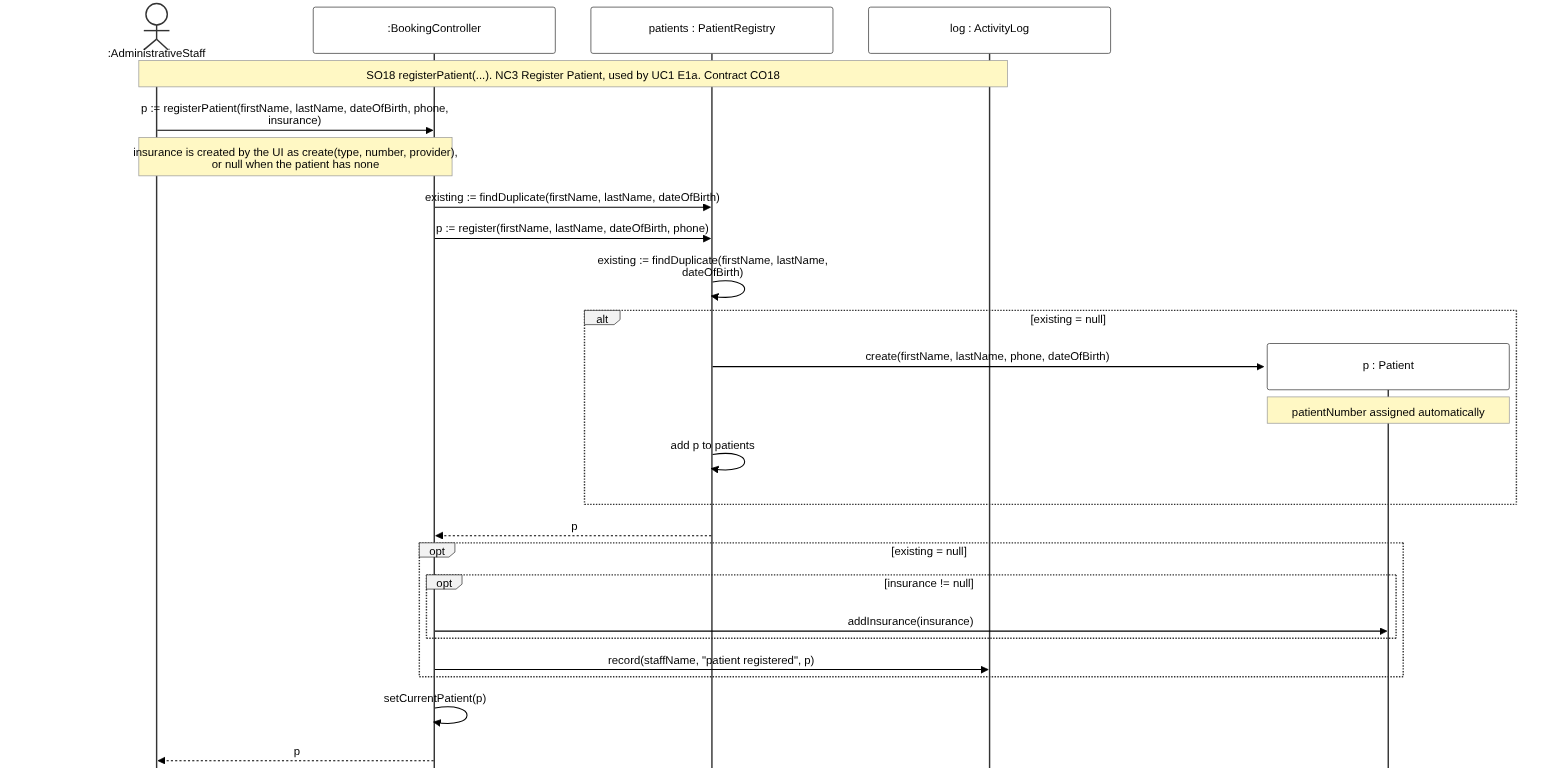 :AdministrativeStaff
:BookingController
patients : PatientRegistry
log : ActivityLog
SO18 registerPatient(...). NC3 Register Patient, used by UC1 E1a. Contract CO18
p := registerPatient(firstName, lastName, dateOfBirth, phone,
insurance)
insurance is created by the UI as create(type, number, provider),
or null when the patient has none
existing := findDuplicate(firstName, lastName, dateOfBirth)
p := register(firstName, lastName, dateOfBirth, phone)
existing := findDuplicate(firstName, lastName,
dateOfBirth)
alt
[existing = null]
create(firstName, lastName, phone, dateOfBirth)
p : Patient
patientNumber assigned automatically
add p to patients
p
opt
[existing = null]
opt
[insurance != null]
addInsurance(insurance)
record(staffName, "patient registered", p)
setCurrentPatient(p)
p